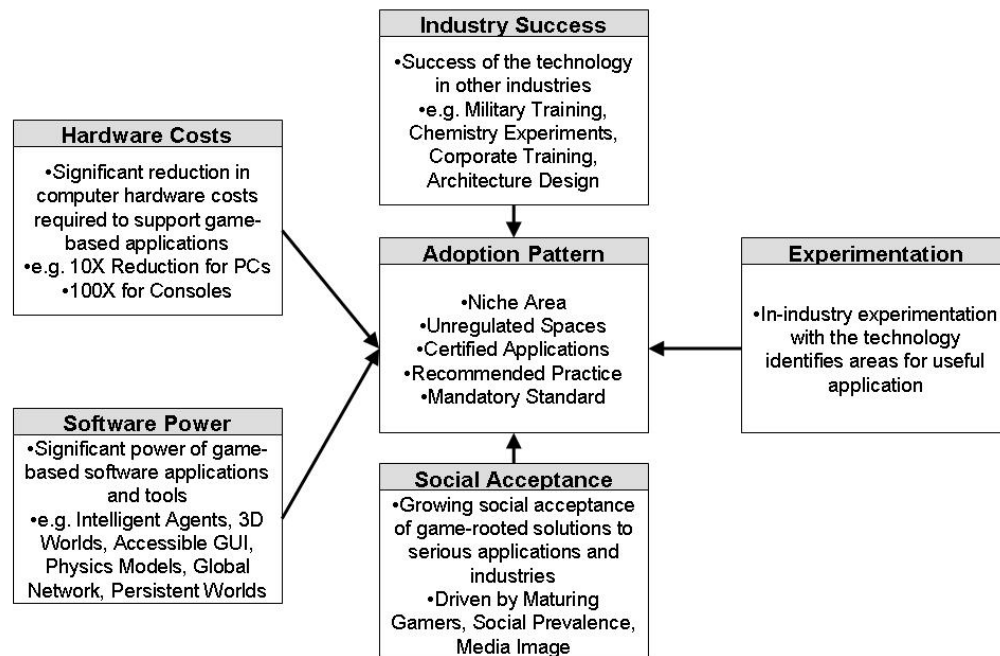 Industry Success
•Success of the technology
in other industries
•e.g. Military Training,
Chemistry Experiments,
Corporate Training,
Architecture Design
Hardware Costs
•Significant reduction in
computer hardware costs
required to support game-
based applications
•e.g. 10X Reduction for PCs
•100X for Consoles
Adoption Pattern
•Niche Area
•Unregulated Spaces
•Certified Applications
•Recommended Practice
•Mandatory Standard
Experimentation
•In-industry experimentation
with the technology
identifies areas for useful
application
Software Power
•Significant power of game-
based software applications
and tools
•e.g. Intelligent Agents, 3D
Worlds, Accessible GUI,
Physics Models, Global
Network, Persistent Worlds
Social Acceptance
•Growing social acceptance
of game-rooted solutions to
serious applications and
industries
•Driven by Maturing
Gamers, Social Prevalence,
Media Image